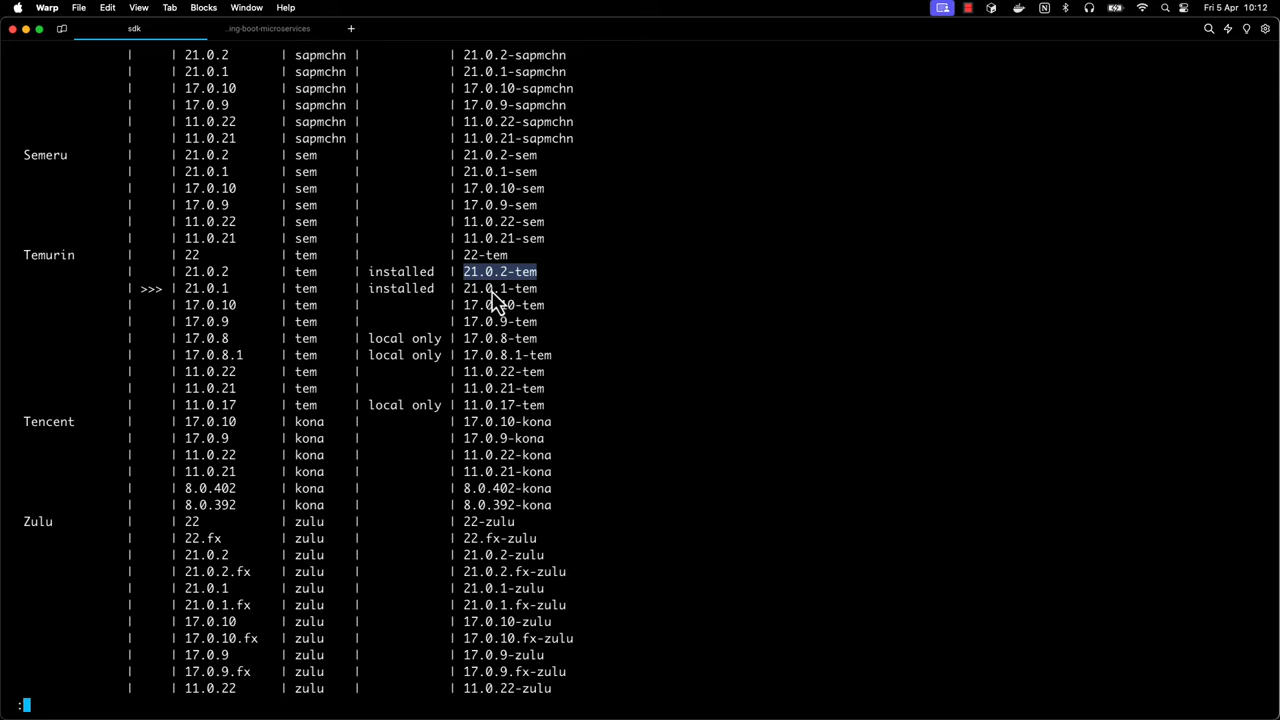 Warp File Edit View Tab Blocks Window Help Fri 5 Apr 10:12
sdk ..ing-boot-microservices +
| | 21.0.2 | sapmchn | | 21.0.2-sapmchn
| | 21.0.1 | sapmchn | | 21.0.1-sapmchn
| | 17.0.10 | sapmchn | | 17.0.10-sapmchn
| | 17.0.9 | sapmchn | | 17.0.9-sapmchn
| | 11.0.22 | sapmchn | | 11.0.22-sapmchn
| | 11.0.21 | sapmchn | | 11.0.21-sapmchn
Semeru | | 21.0.2 | sem | | 21.0.2-sem
| | 21.0.1 | sem | | 21.0.1-sem
| | 17.0.10 | sem | | 17.0.10-sem
| | 17.0.9 | sem | | 17.0.9-sem
| | 11.0.22 | sem | | 11.0.22-sem
| | 11.0.21 | sem | | 11.0.21-sem
Temurin | | 22 | tem | | 22-tem
| | 21.0.2 | tem | installed | 21.0.2-tem
| >>> | 21.0.1 | tem | installed | 21.0.1-tem
| | 17.0.10 | tem | | 17.0.10-tem
| | 17.0.9 | tem | | 17.0.9-tem
| | 17.0.8 | tem | local only | 17.0.8-tem
| | 17.0.8.1 | tem | local only | 17.0.8.1-tem
| | 11.0.22 | tem | | 11.0.22-tem
| | 11.0.21 | tem | | 11.0.21-tem
| | 11.0.17 | tem | local only | 11.0.17-tem
Tencent | | 17.0.10 | kona | | 17.0.10-kona
| | 17.0.9 | kona | | 17.0.9-kona
| | 11.0.22 | kona | | 11.0.22-kona
| | 11.0.21 | kona | | 11.0.21-kona
| | 8.0.402 | kona | | 8.0.402-kona
| | 8.0.392 | kona | | 8.0.392-kona
Zulu | | 22 | zulu | | 22-zulu
| | 22.fx | zulu | | 22.fx-zulu
| | 21.0.2 | zulu | | 21.0.2-zulu
| | 21.0.2.fx | zulu | | 21.0.2.fx-zulu
| | 21.0.1 | zulu | | 21.0.1-zulu
| | 21.0.1.fx | zulu | | 21.0.1.fx-zulu
| | 17.0.10 | zulu | | 17.0.10-zulu
| | 17.0.10.fx | zulu | | 17.0.10.fx-zulu
| | 17.0.9 | zulu | | 17.0.9-zulu
| | 17.0.9.fx | zulu | | 17.0.9.fx-zulu
| | 11.0.22 | zulu | | 11.0.22-zulu
: